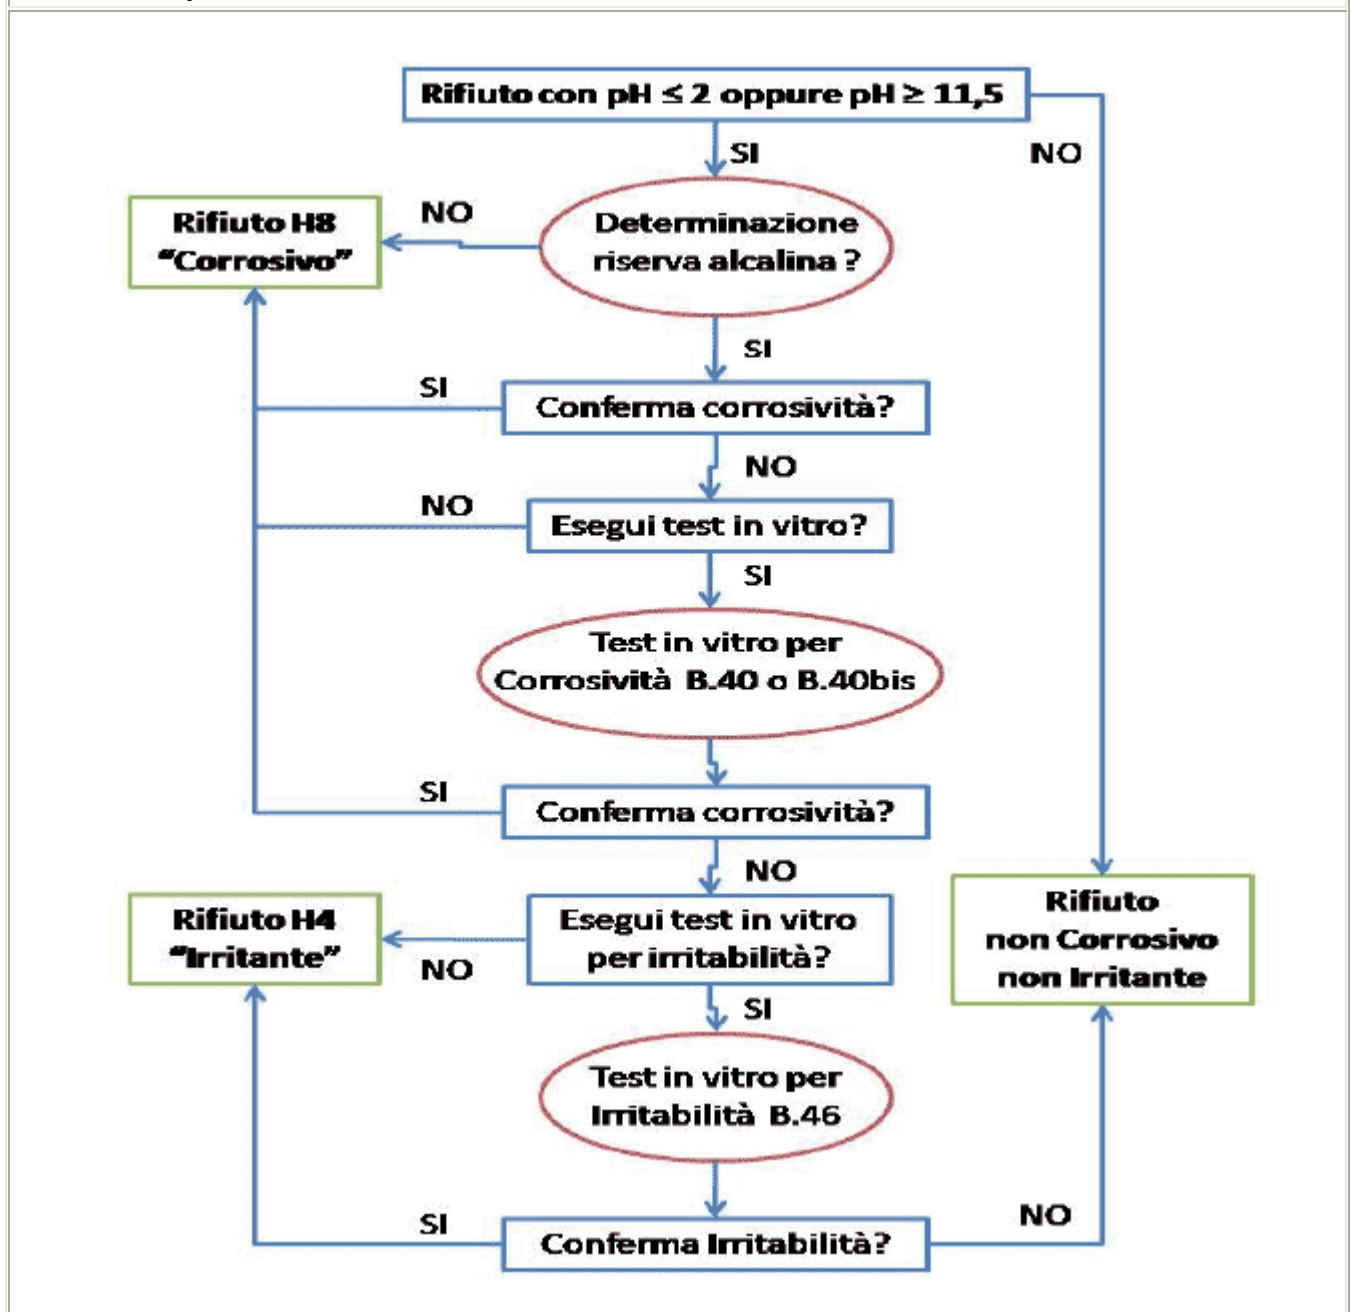 Rifiuto con pH ≤ 2 oppure pH ≥ 11,5
SI
NO
Determinazione
riserva alcalina ?
NO
Rifiuto H8
“Corrosivo”
SI
Conferma corrosività?
SI
NO
Esegui test in vitro?
NO
SI
Test in vitro per
Corrosività B.40 o B.40bis
Conferma corrosività?
SI
NO
Esegui test in vitro
per irritabilità?
NO
Rifiuto H4
“Irritante”
SI
Test in vitro per
Irritabilità B.46
Conferma Irritabilità?
SI
NO
Rifiuto
non Corrosivo
non Irritante